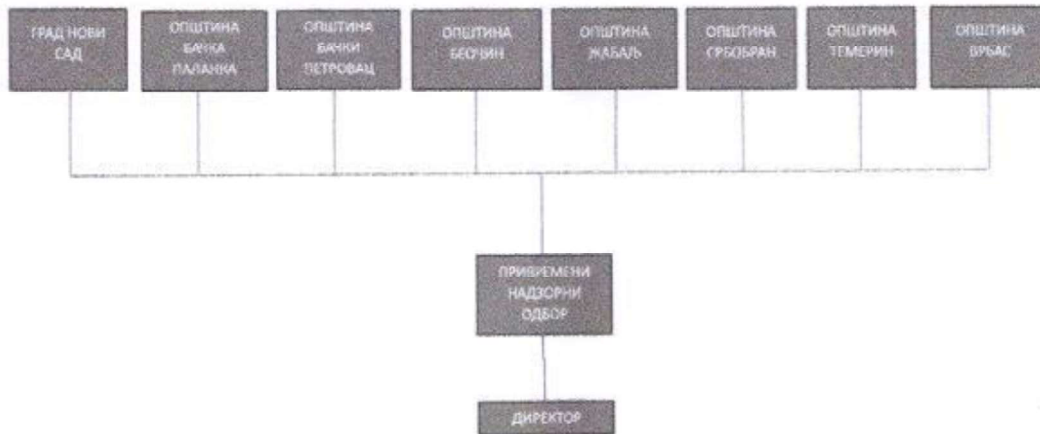 ГРАД НОВИ
САД
ОПШТИНА
БАЧКА
ПАЛАНКА
ОПШТИНА
БАЧКИ
ПЕТРОВАЦ
ОПШТИНА
БЕОЧИН
ОПШТИНА
ЖАБАЉ
ОПШТИНА
СРБОБРАН
ОПШТИНА
ТЕМЕРИН
ОПШТИНА
ВРБАС
ПРИВРЕМЕНИ
НАДЗОРНИ
ОДБОР
ДИРЕКТОР